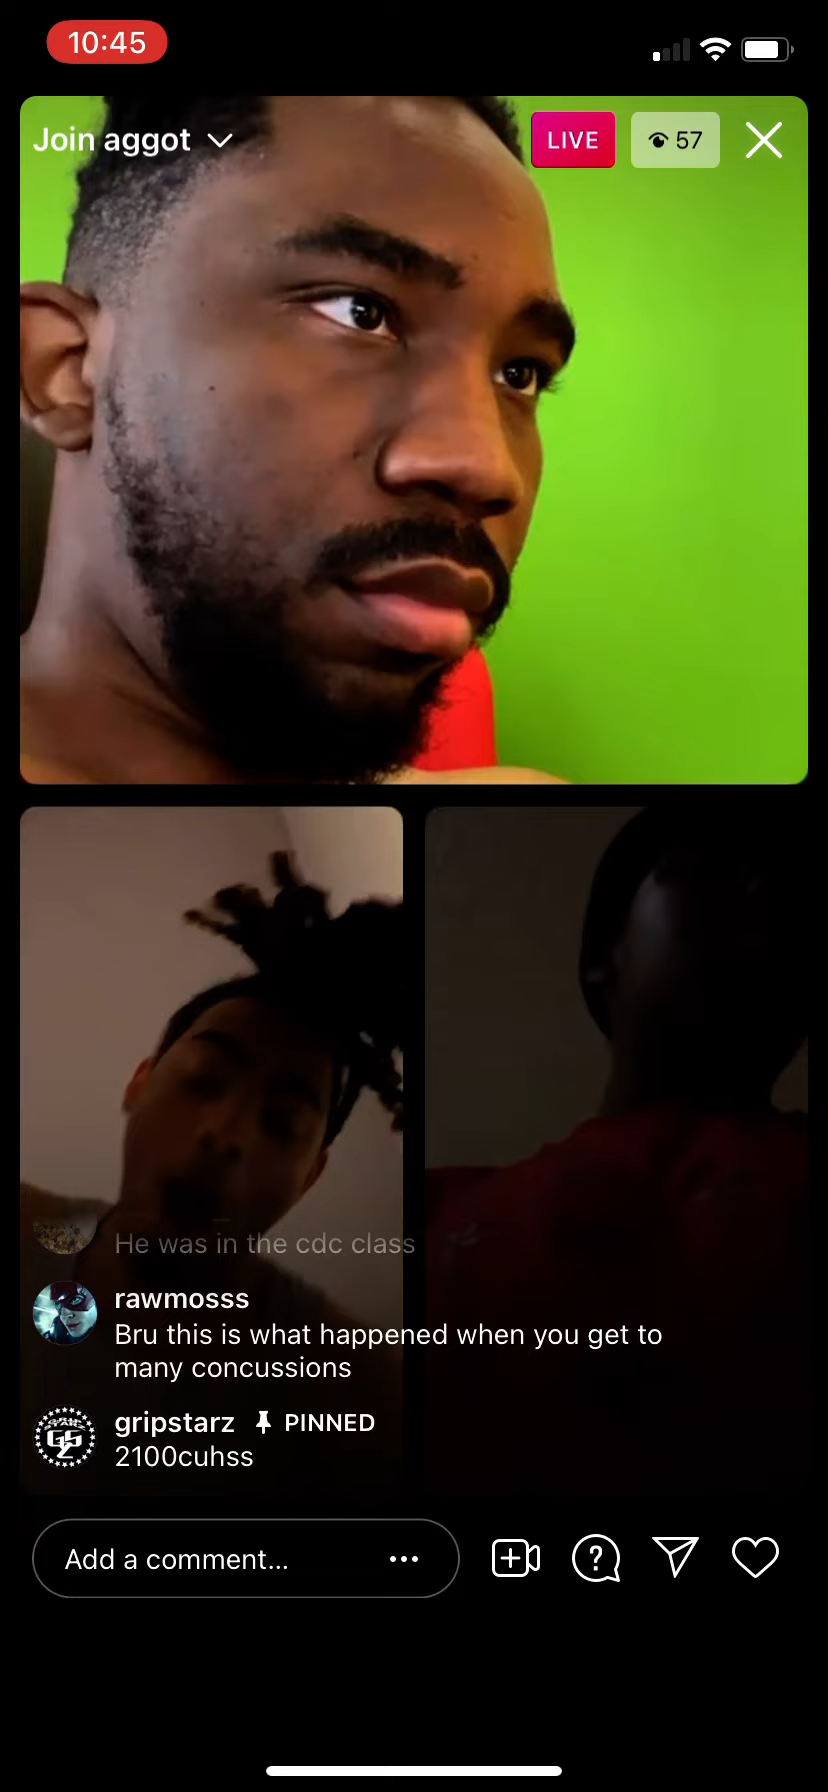 10:45
Join aggot
LIVE
57
He was in the cdc class
rawmosss
Bru this is what happened when you get to
many concussions
gripstarz PINNED
2100cuhss
Add a comment...